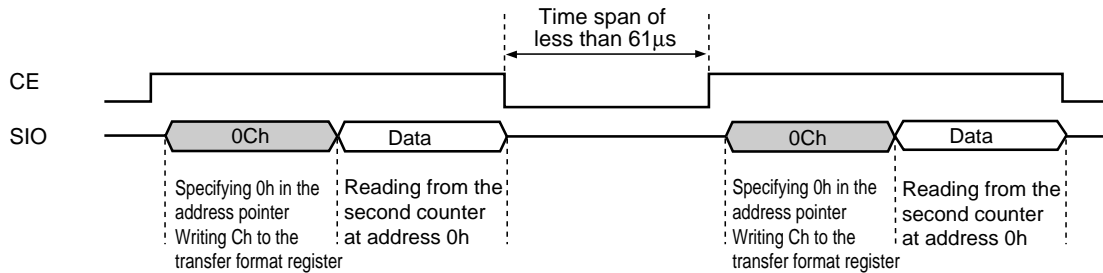 Time span of
less than 61μs
CE
SIO
0Ch
Data
0Ch
Data
Specifying 0h in the
address pointer
Writing Ch to the
transfer format register
Reading from the
second counter
at address 0h
Specifying 0h in the
address pointer
Writing Ch to the
transfer format register
Reading from the
second counter
at address 0h